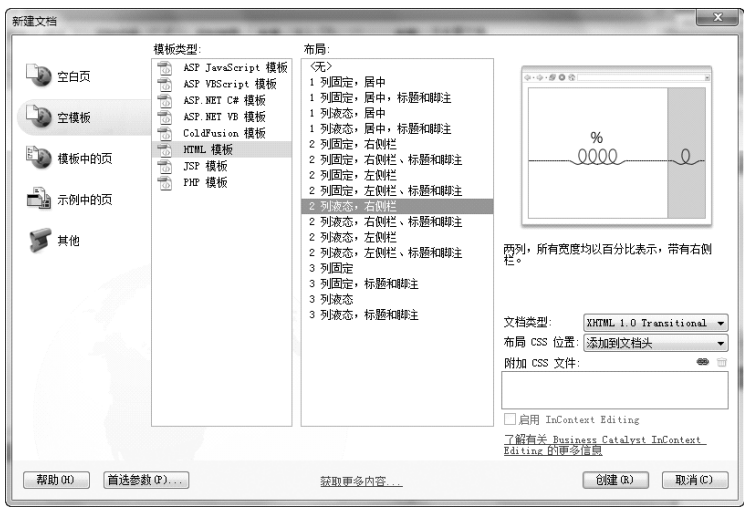 新建文档
空白页
空模板
模板中的页
示例中的页
其他
模板类型:
ASP JavaScript 模板
ASP VBScript 模板
ASP.NET C# 模板
ASP.NET VB 模板
ColdFusion 模板
HTML 模板
JSP 模板
PHP 模板
布局:
<无>
1 列固定，居中
1 列固定，居中，标题和脚注
1 列液态，居中
1 列液态，居中，标题和脚注
2 列固定，右侧栏
2 列固定，右侧栏、标题和脚注
2 列固定，左侧栏
2 列固定，左侧栏、标题和脚注
2 列液态，右侧栏
2 列液态，右侧栏、标题和脚注
2 列液态，左侧栏
2 列液态，左侧栏、标题和脚注
3 列固定
3 列固定，标题和脚注
3 列液态
3 列液态，标题和脚注
%
两列，所有宽度均以百分比表示，带有右侧
栏。
文档类型: XHTML 1.0 Transitional
布局 CSS 位置: 添加到文档头
附加 CSS 文件:
启用 InContext Editing
了解有关 Business Catalyst InContext
Editing 的更多信息
帮助(H) 首选参数(P)... 获取更多内容... 创建(R) 取消(C)